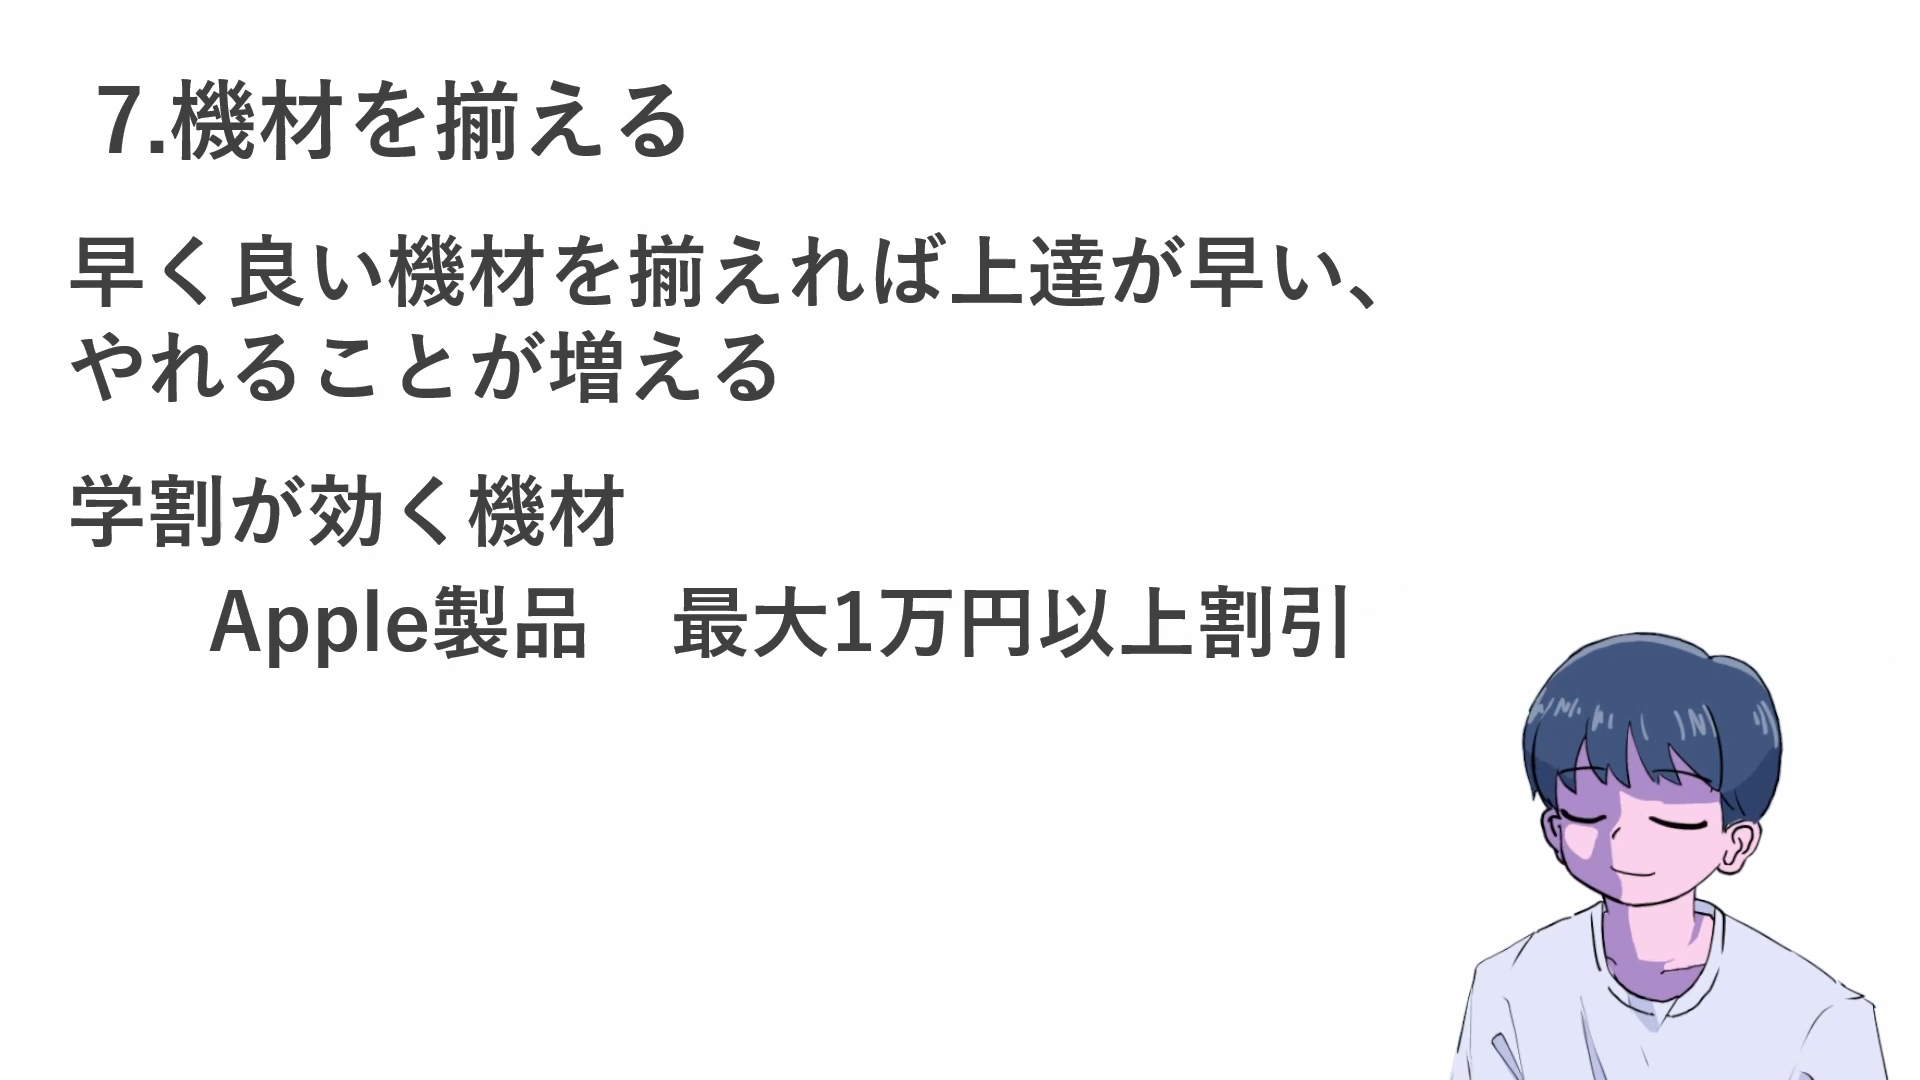 7.機材を揃える
早く良い機材を揃えれば上達が早い、
やれることが増える
学割が効く機材
Apple製品　最大1万円以上割引